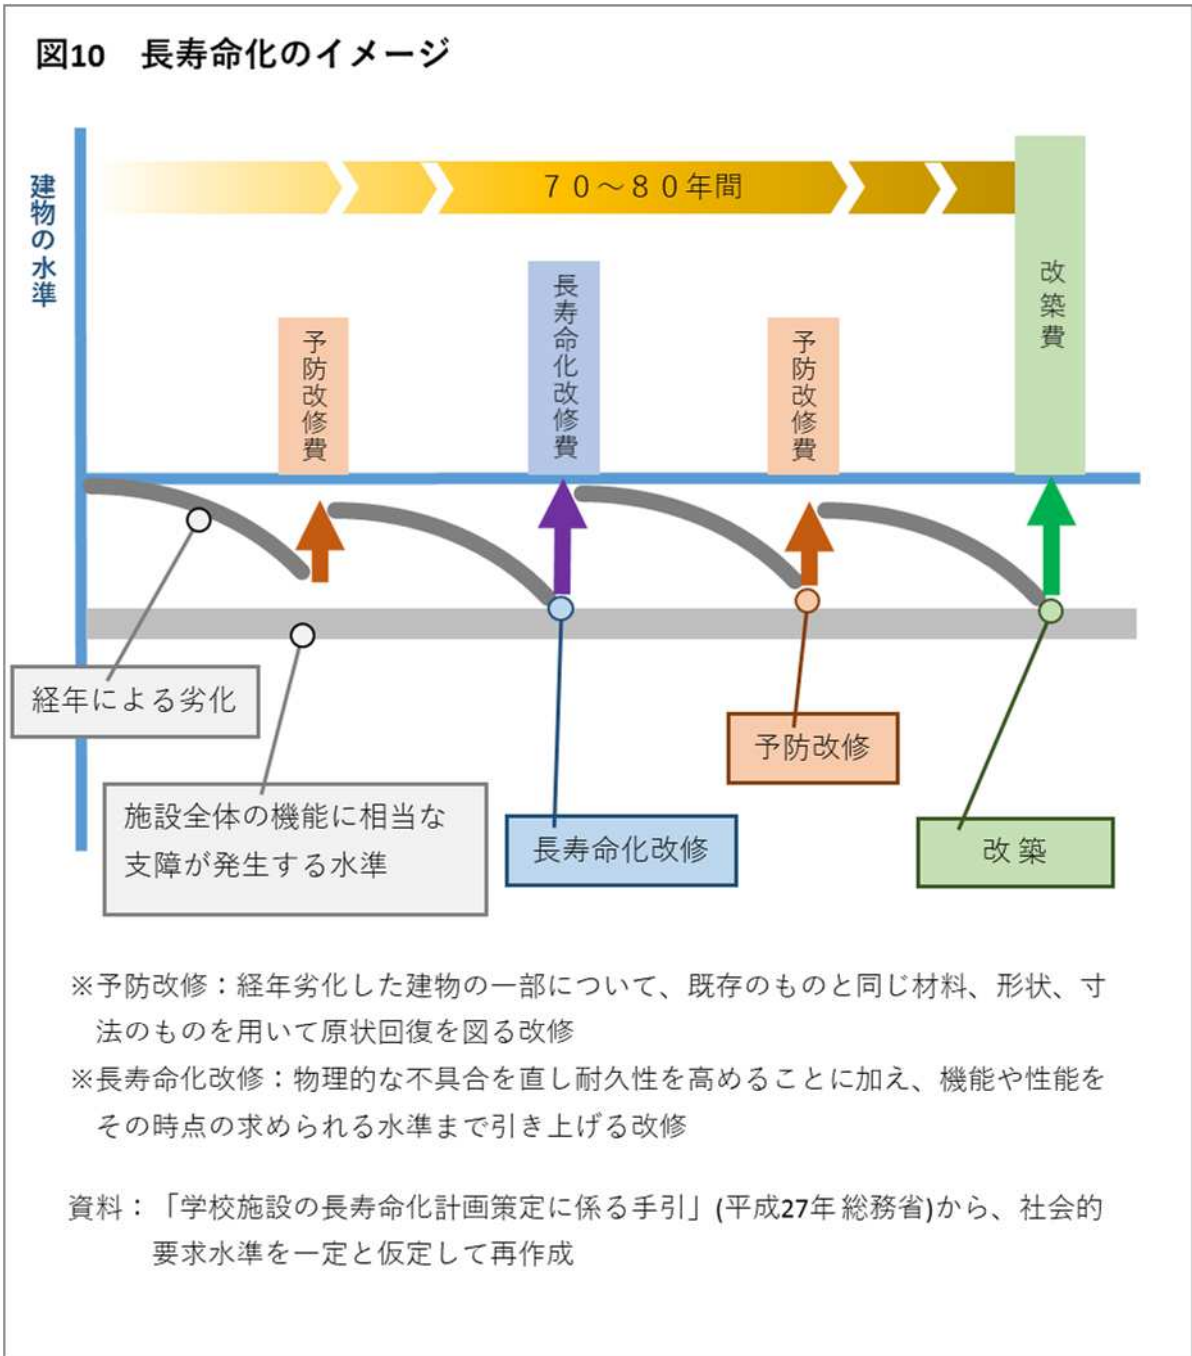 図10　長寿命化のイメージ
建物の水準
７０～８０年間
予防改修費
長寿命化改修費
予防改修費
改築費
経年による劣化
施設全体の機能に相当な
支障が発生する水準
長寿命化改修
予防改修
改 築
※予防改修：経年劣化した建物の一部について、既存のものと同じ材料、形状、寸
法のものを用いて原状回復を図る改修
※長寿命化改修：物理的な不具合を直し耐久性を高めることに加え、機能や性能を
その時点の求められる水準まで引き上げる改修
資料：「学校施設の長寿命化計画策定に係る手引」(平成27年 総務省)から、社会的
要求水準を一定と仮定して再作成